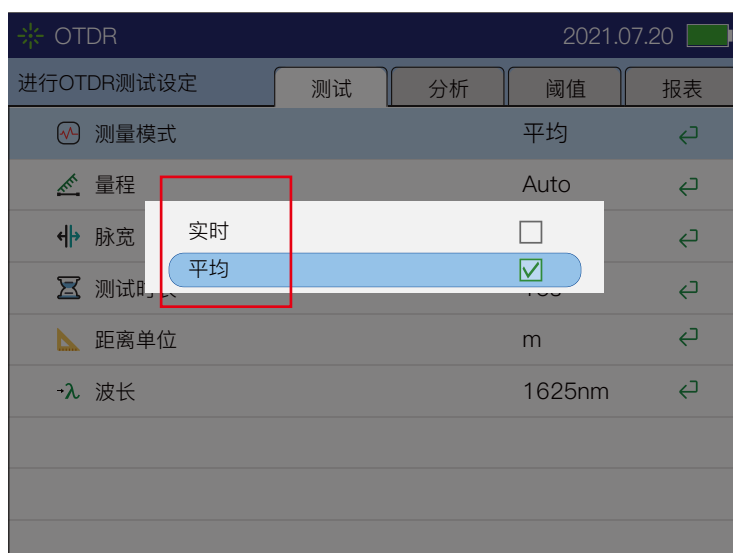 OTDR 2021.07.20
进行OTDR测试设定 测试 分析 阈值 报表
测量模式 平均
量程 Auto
脉宽
实时
平均
测试时长
距离单位 m
波长 1625nm